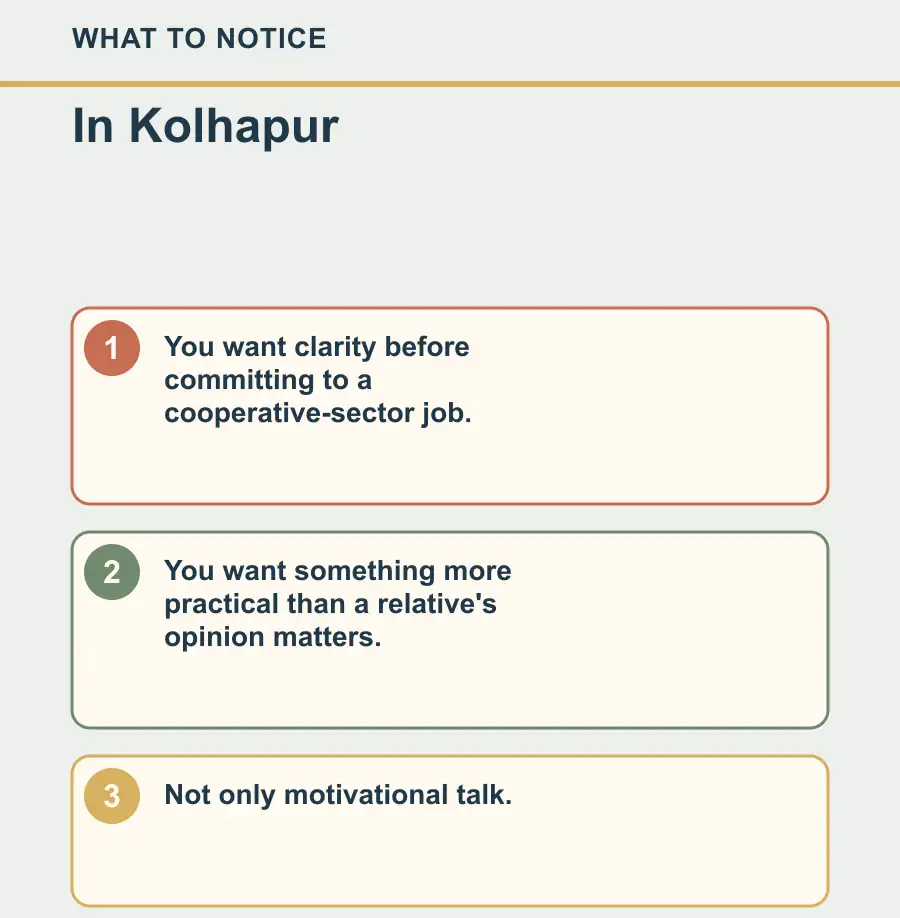 WHAT TO NOTICE
In Kolhapur
1
You want clarity before
committing to a
cooperative-sector job.
2
You want something more
practical than a relative's
opinion matters.
3
Not only motivational talk.